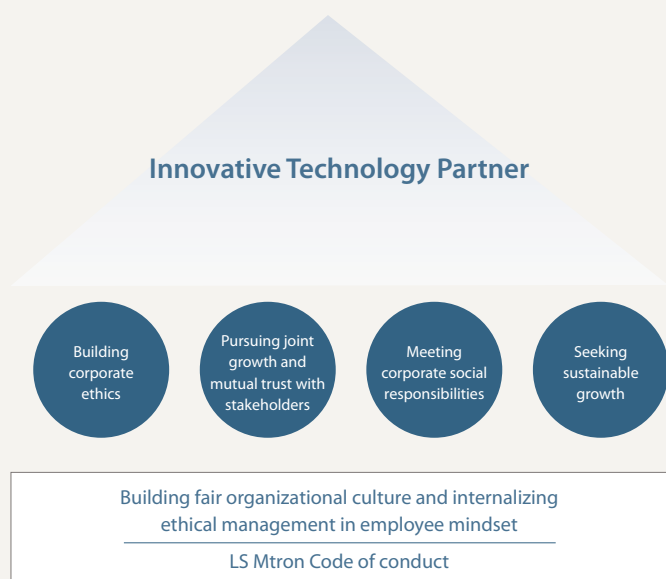 Innovative Technology Partner
Building
corporate
ethics
Pursuing joint
growth and
mutual trust with
stakeholders
Meeting
corporate social
responsibilities
Seeking
sustainable
growth
Building fair organizational culture and internalizing
ethical management in employee mindset
LS Mtron Code of conduct